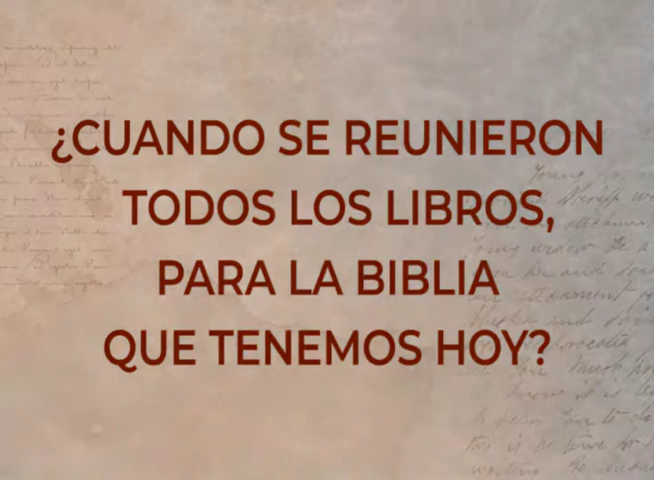 ¿CUANDO SE REUNIERON
TODOS LOS LIBROS,
PARA LA BIBLIA
QUE TENEMOS HOY?